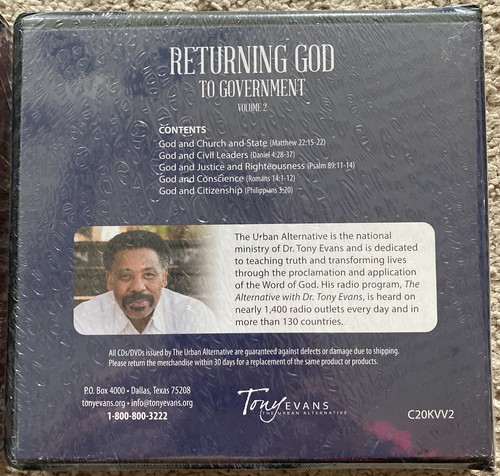 RETURNING GOD
TO GOVERNMENT
VOLUME 2
CONTENTS
God and Church and State (Matthew 22:15-22)
God and Civil Leaders (Daniel 4:28-37)
God and Justice and Righteousness (Psalm 89:11-14)
God and Conscience (Romans 14:1-12)
God and Citizenship (Philippians 3:20)
The Urban Alternative is the national
ministry of Dr. Tony Evans and is dedicated
to teaching truth and transforming lives
through the proclamation and application
of the Word of God. His radio program, The
Alternative with Dr. Tony Evans, is heard on
nearly 1,400 radio outlets every day and in
more than 130 countries.
All CDs/DVDs issued by The Urban Alternative are guaranteed against defects or damage due to shipping.
Please return the merchandise within 30 days for a replacement of the same product or products.
P.O. Box 4000 • Dallas, Texas 75208
tonyevans.org • info@tonyevans.org
1-800-800-3222
Tony EVANS
THE URBAN ALTERNATIVE
C20KVV2